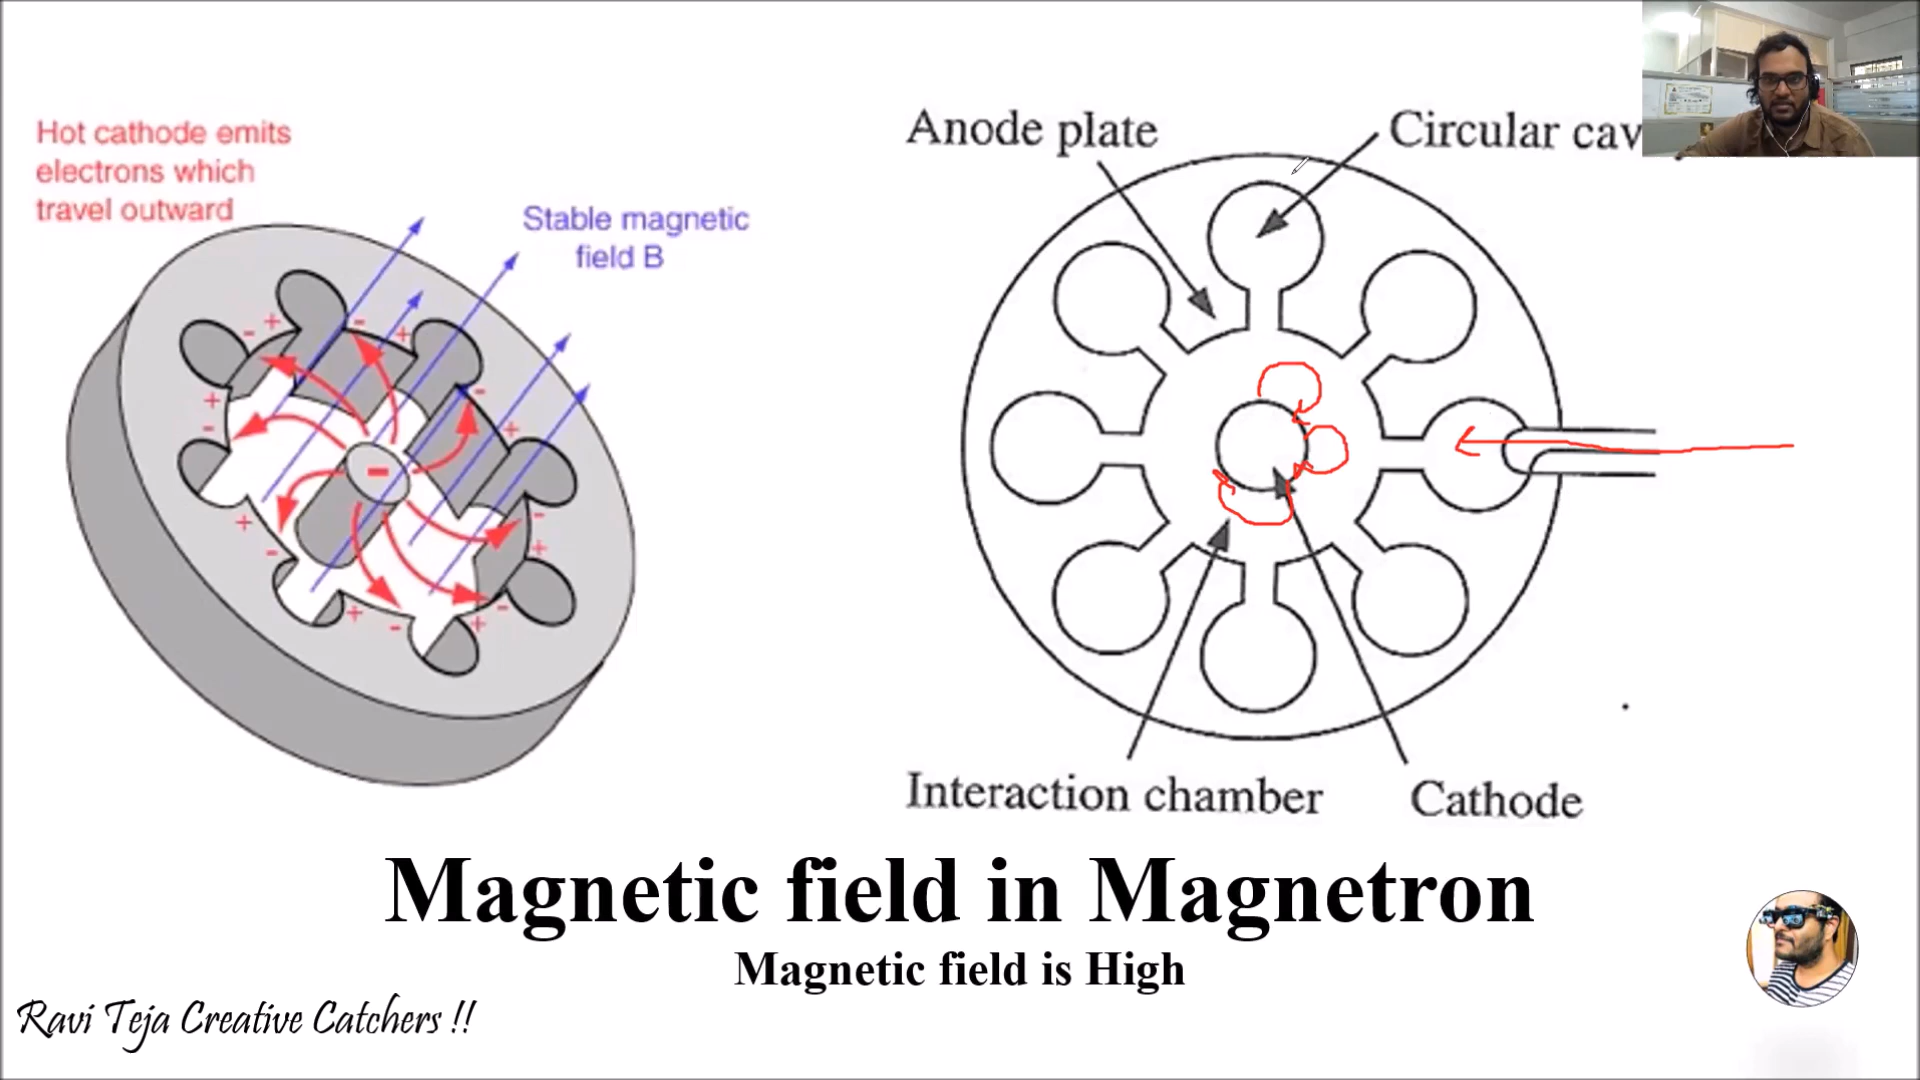 Hot cathode emits
electrons which
travel outward
Stable magnetic
field B
Anode plate
Circular cav
Interaction chamber
Cathode
Magnetic field in Magnetron
Magnetic field is High
Ravi Teja Creative Catchers !!